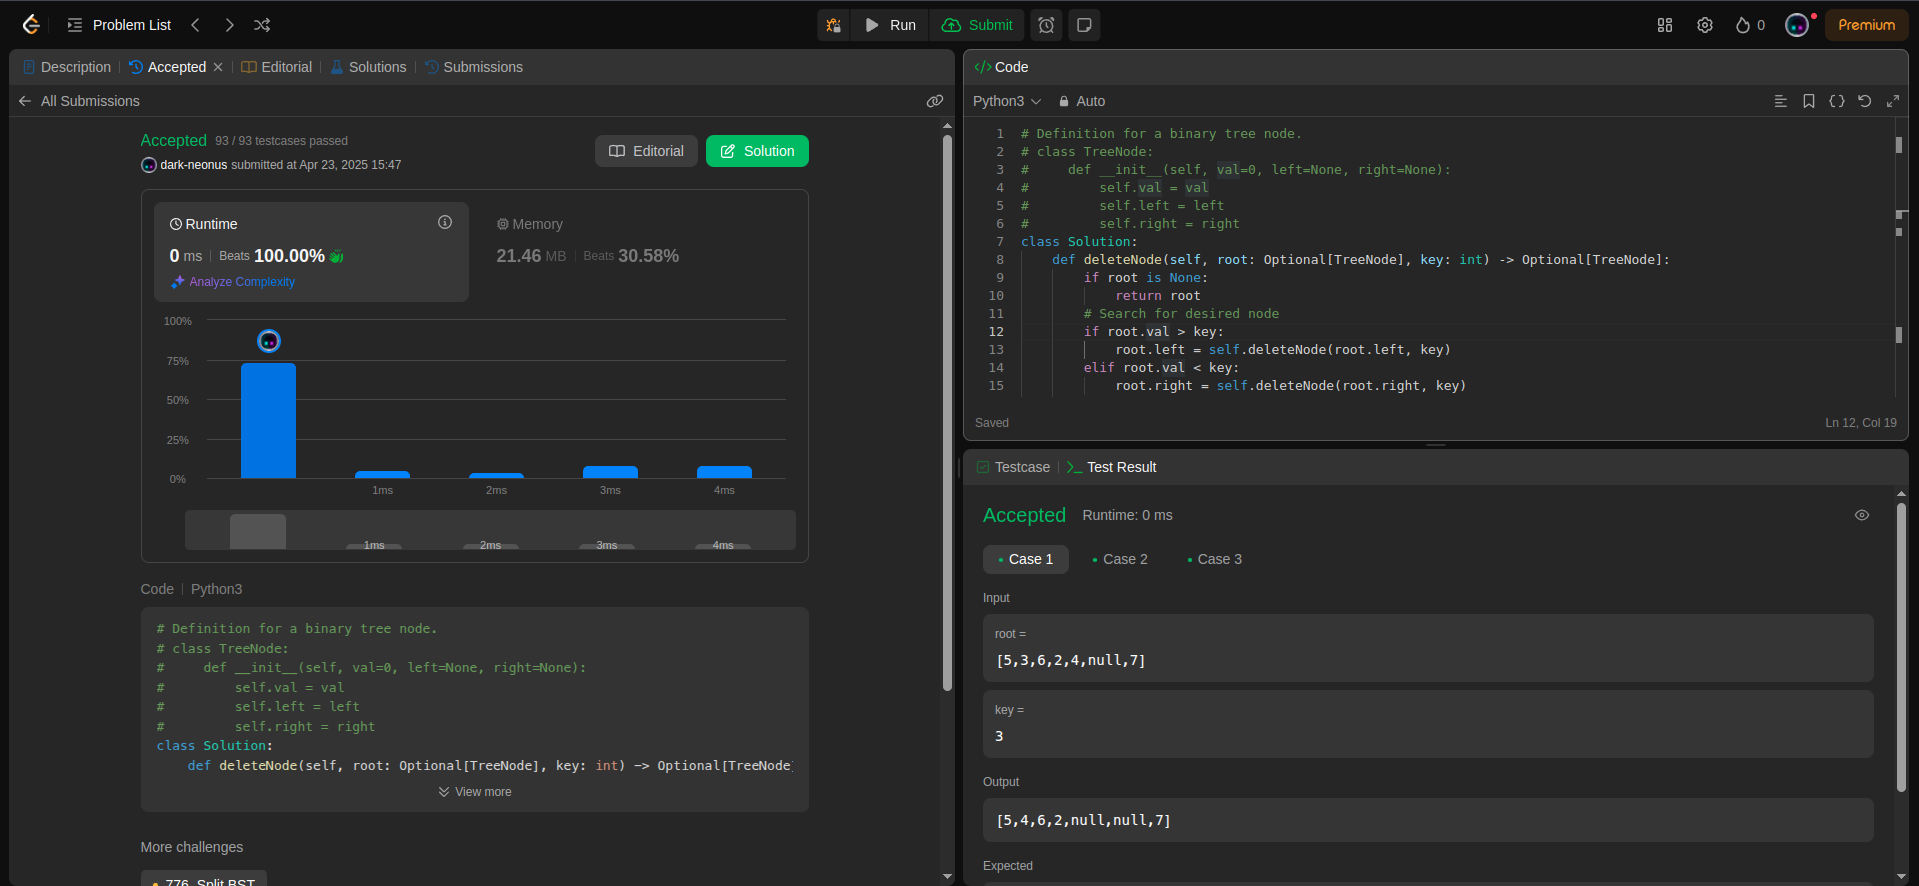 Problem List
Run
Submit
0
Premium
Description
Accepted
Editorial
Solutions
Submissions
All Submissions
Accepted 93 / 93 testcases passed
dark-neonus submitted at Apr 23, 2025 15:47
Editorial
Solution
Runtime
0 ms | Beats 100.00%
Analyze Complexity
Memory
21.46 MB | Beats 30.58%
100%
75%
50%
25%
0%
1ms
2ms
3ms
4ms
1ms
2ms
3ms
4ms
Code | Python3
# Definition for a binary tree node.
# class TreeNode:
#     def __init__(self, val=0, left=None, right=None):
#         self.val = val
#         self.left = left
#         self.right = right
class Solution:
    def deleteNode(self, root: Optional[TreeNode], key: int) -> Optional[TreeNode]
View more
More challenges
776. Split BST
</> Code
Python3
Auto
1 # Definition for a binary tree node.
2 # class TreeNode:
3 #     def __init__(self, val=0, left=None, right=None):
4 #         self.val = val
5 #         self.left = left
6 #         self.right = right
7 class Solution:
8     def deleteNode(self, root: Optional[TreeNode], key: int) -> Optional[TreeNode]:
9         if root is None:
10             return root
11         # Search for desired node
12         if root.val > key:
13             root.left = self.deleteNode(root.left, key)
14         elif root.val < key:
15             root.right = self.deleteNode(root.right, key)
Saved
Ln 12, Col 19
Testcase
Test Result
Accepted Runtime: 0 ms
Case 1
Case 2
Case 3
Input
root =
[5,3,6,2,4,null,7]
key =
3
Output
[5,4,6,2,null,null,7]
Expected